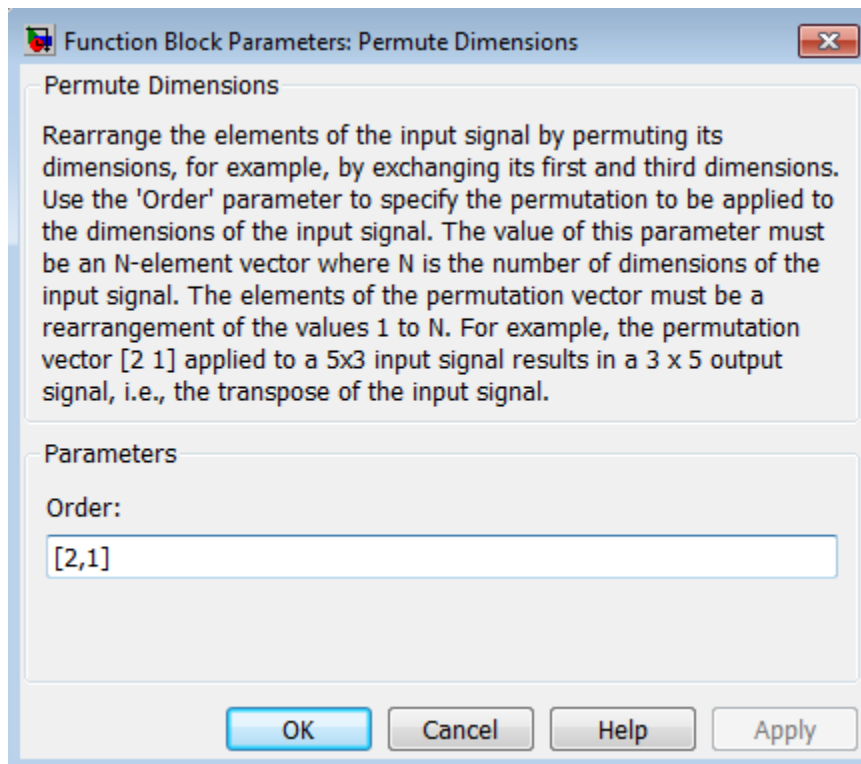 Function Block Parameters: Permute Dimensions
Permute Dimensions
Rearrange the elements of the input signal by permuting its
dimensions, for example, by exchanging its first and third dimensions.
Use the 'Order' parameter to specify the permutation to be applied to
the dimensions of the input signal. The value of this parameter must
be an N-element vector where N is the number of dimensions of the
input signal. The elements of the permutation vector must be a
rearrangement of the values 1 to N. For example, the permutation
vector [2 1] applied to a 5x3 input signal results in a 3 x 5 output
signal, i.e., the transpose of the input signal.
Parameters
Order:
[2,1]
OK Cancel Help Apply